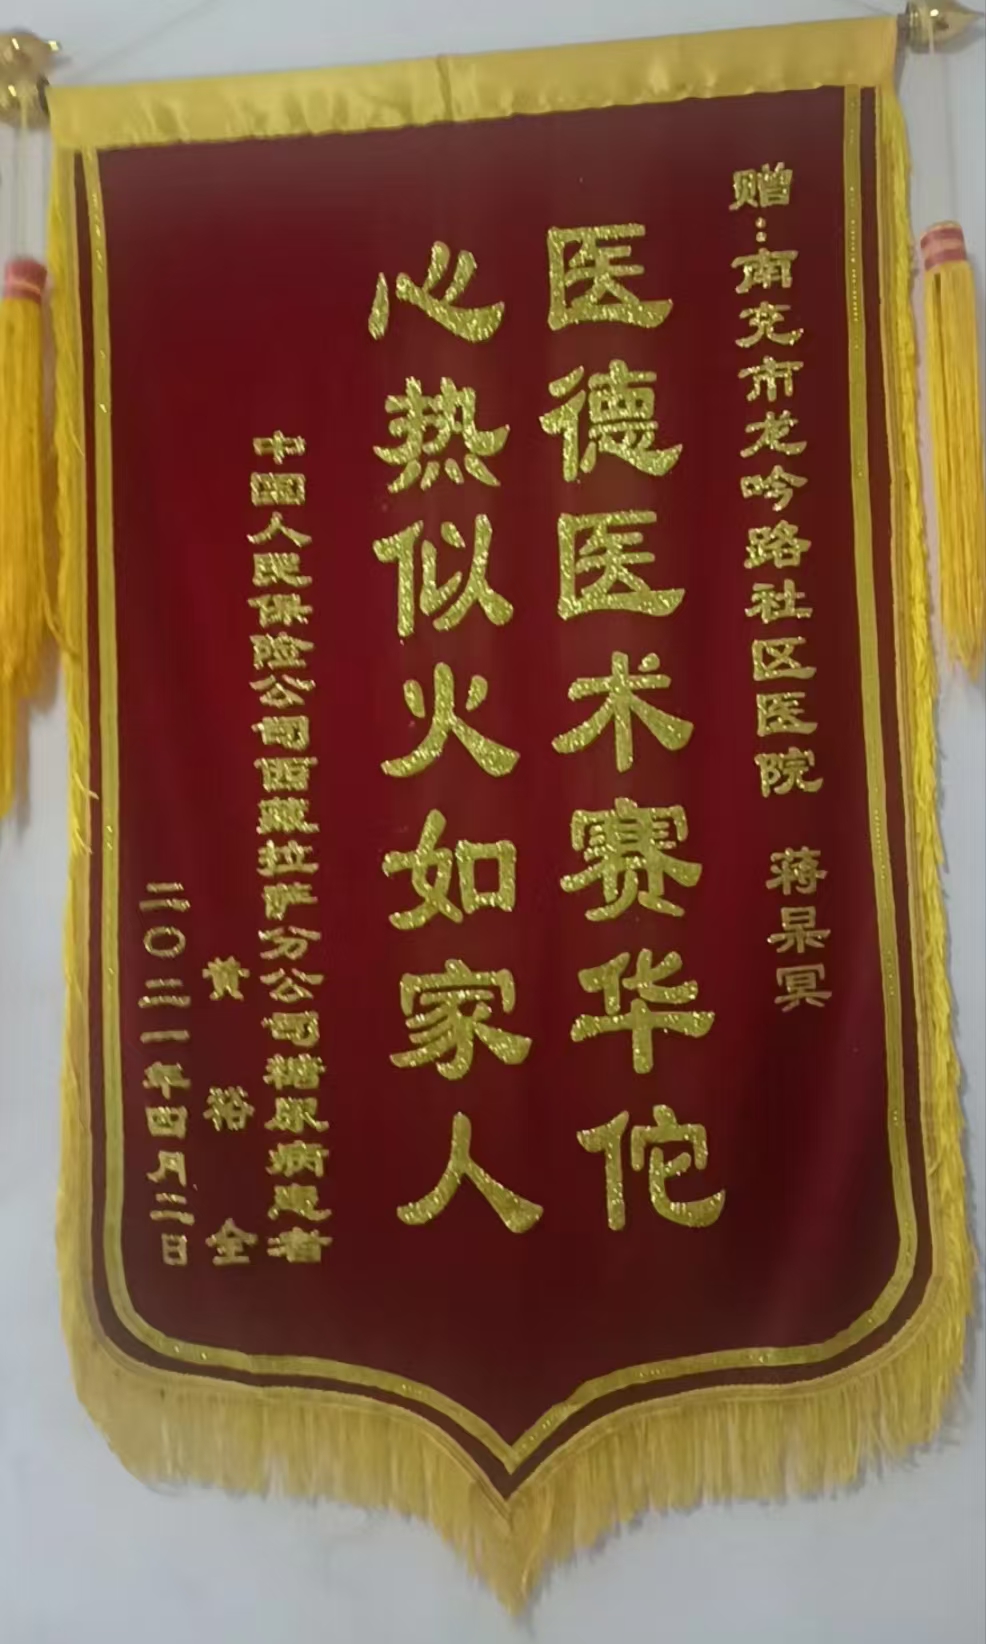 赠:南充市龙吟路社区医院 蒋杲冥
医德医术赛华佗
心热似火如家人
中国人民保险公司西藏拉萨分公司糖尿病患者
黄裕全
二〇二一年四月二日